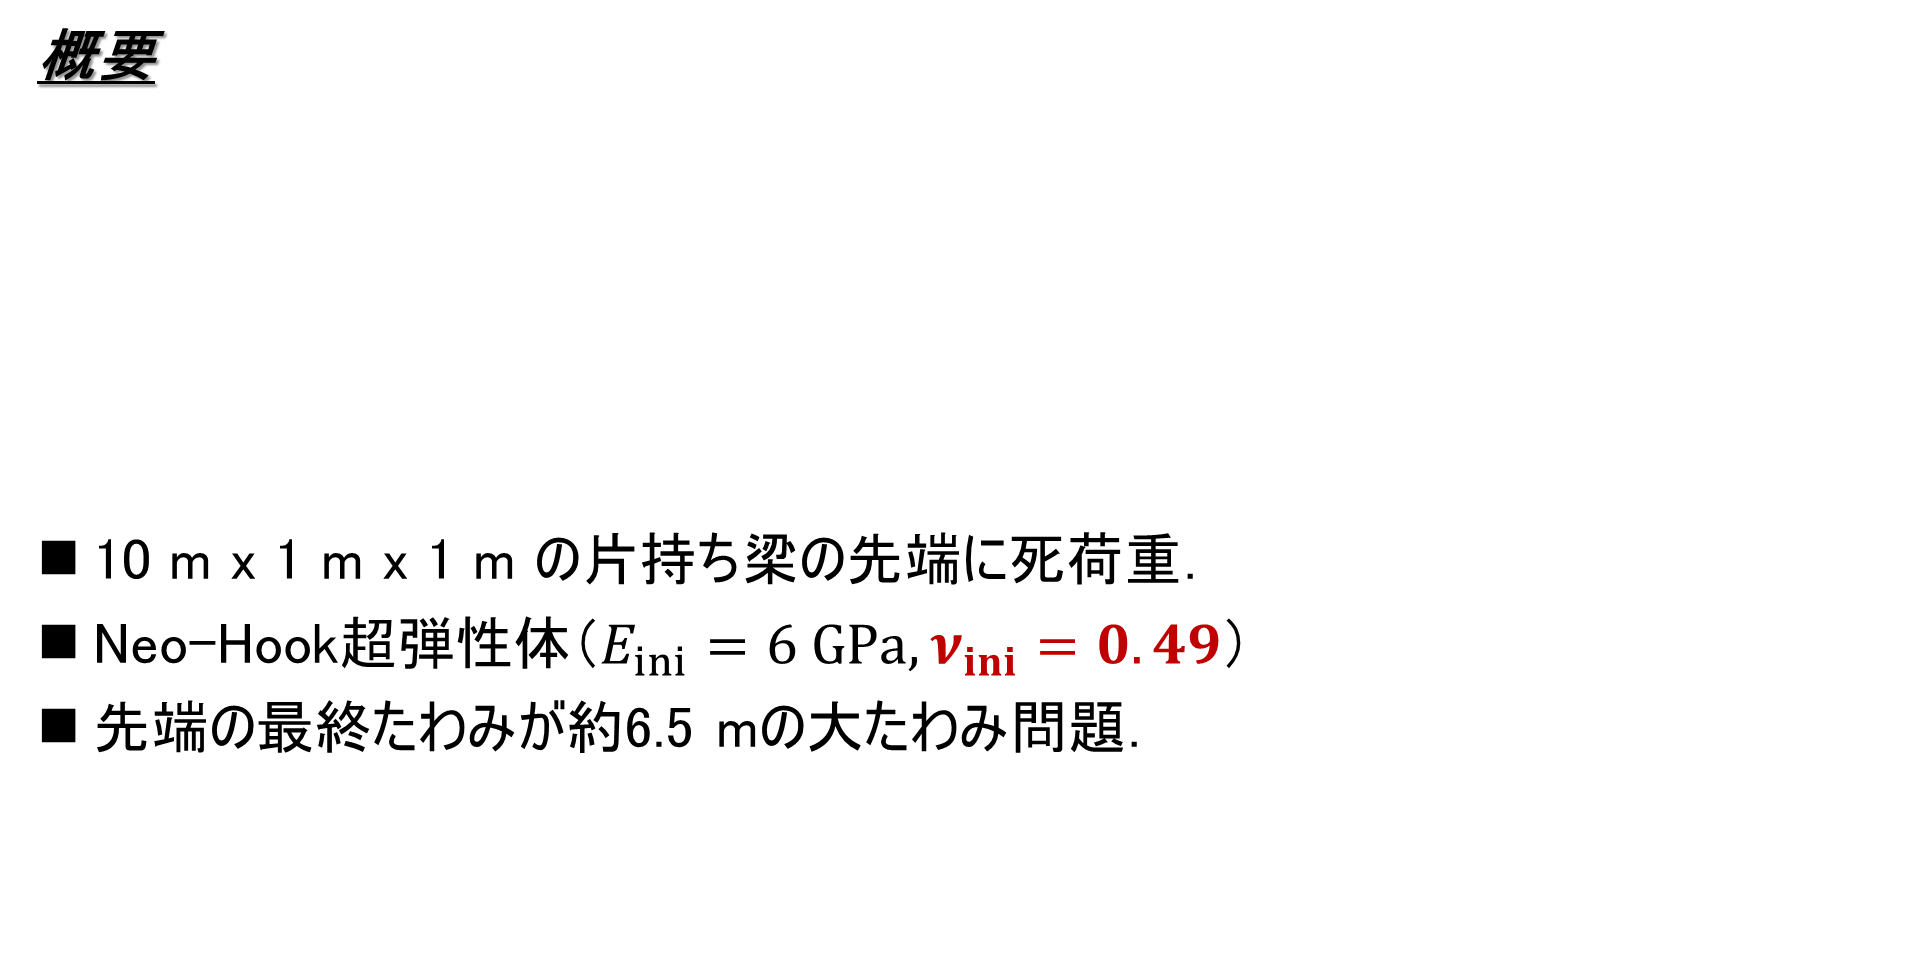 概要
■ 10 m x 1 m x 1 m の片持ち梁の先端に死荷重.
■ Neo-Hook超弾性体（E_ini = 6 GPa, ν_ini = 0.49）
■ 先端の最終たわみが約6.5 mの大たわみ問題.